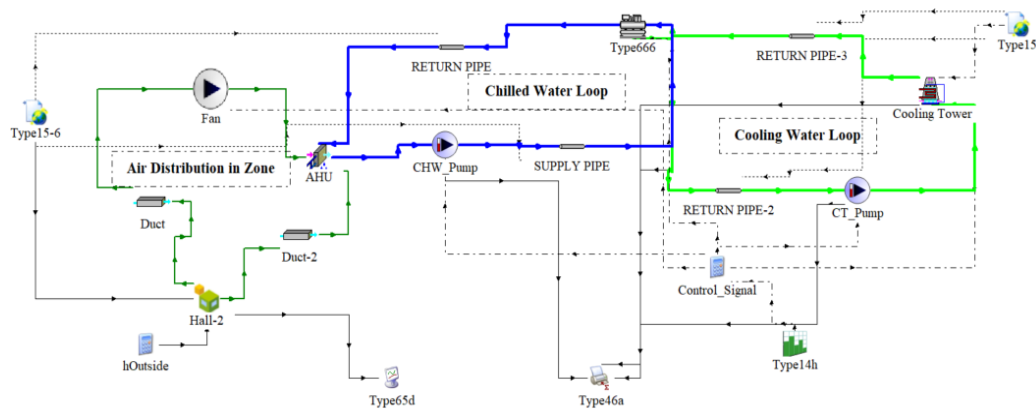 Type666
RETURN PIPE
RETURN PIPE-3
Type15
Chilled Water Loop
Fan
Cooling Tower
Type15-6
Cooling Water Loop
Air Distribution in Zone
AHU
CHW_Pump
SUPPLY PIPE
Duct
RETURN PIPE-2
CT_Pump
Duct-2
Control_Signal
Hall-2
hOutside
Type14h
Type65d
Type46a